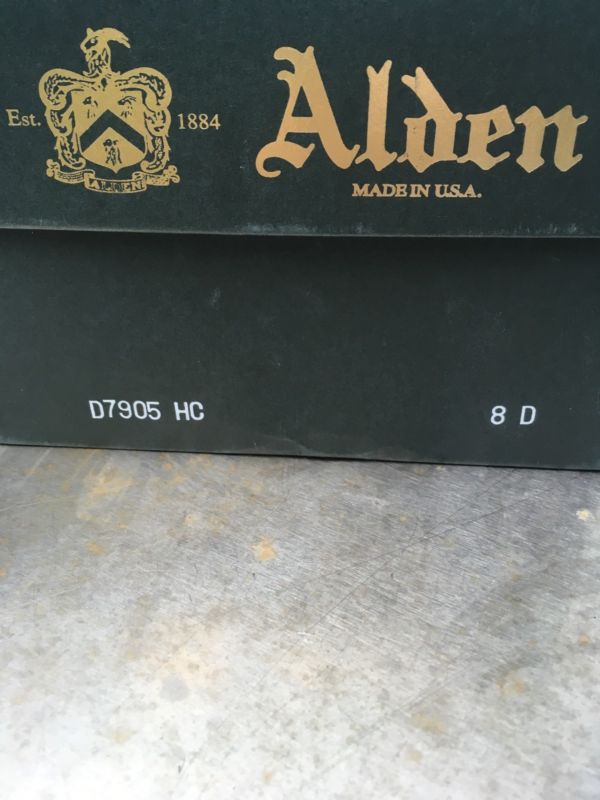 Est. 1884
ALDEN
Alden
MADE IN U.S.A.
D7905 HC 8 D